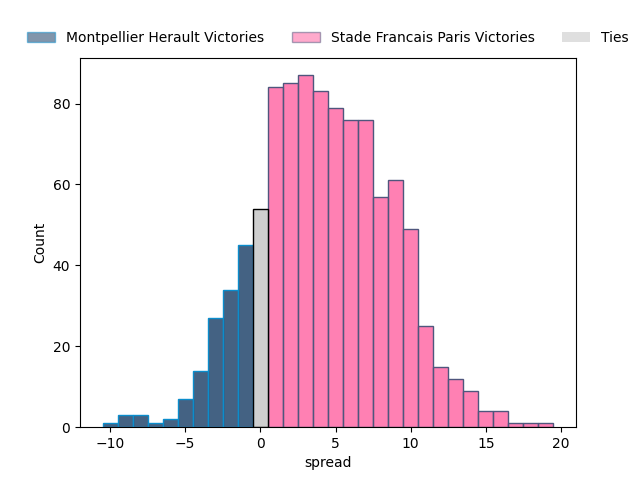 Montpellier Herault Victories Stade Francais Paris Victories Ties
80
60
40
20
0
Count
−10 −5 0 5 10 15 20
spread